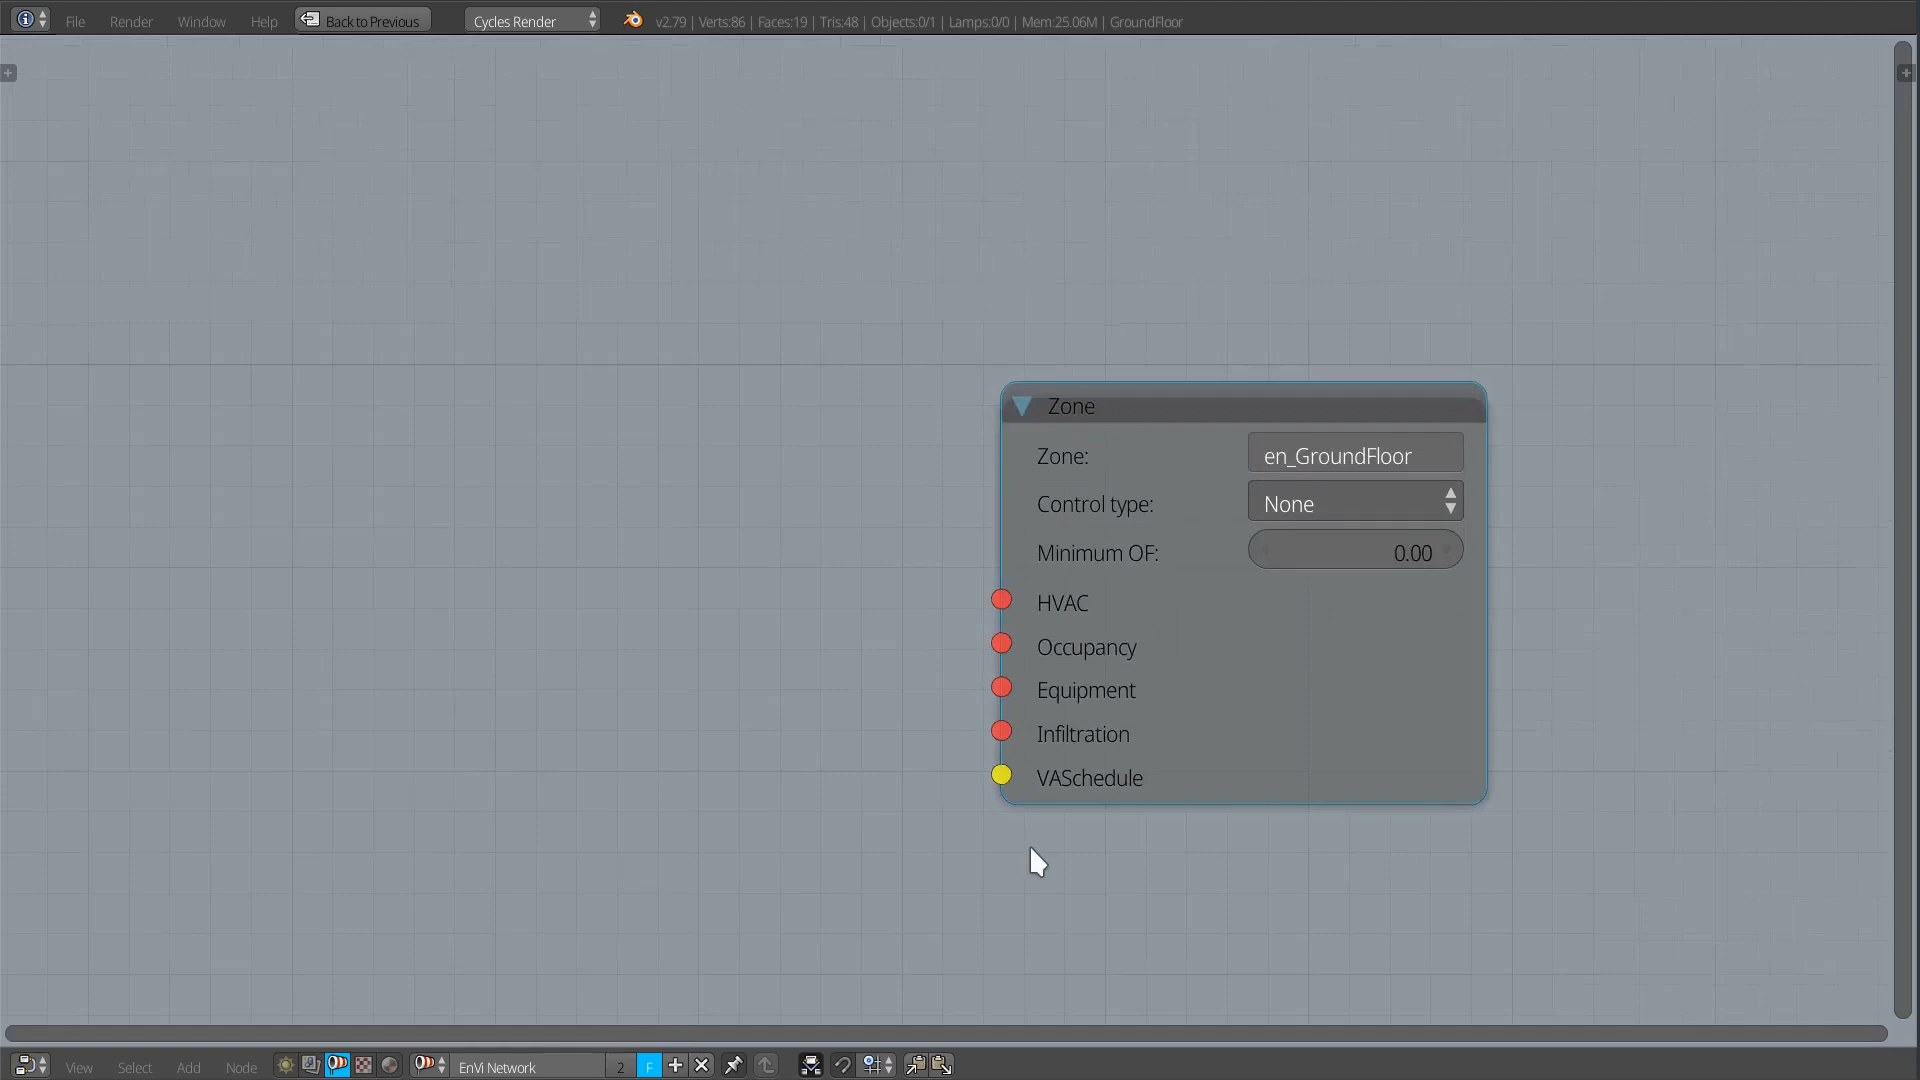 File Render Window Help Back to Previous Cycles Render v2.79 | Verts:86 | Faces:19 | Tris:48 | Objects:0/1 | Lamps:0/0 | Mem:25.06M | GroundFloor
Zone
Zone: en_GroundFloor
Control type: None
Minimum OF: 0.00
HVAC
Occupancy
Equipment
Infiltration
VASchedule
View Select Add Node EnVi Network 2 F